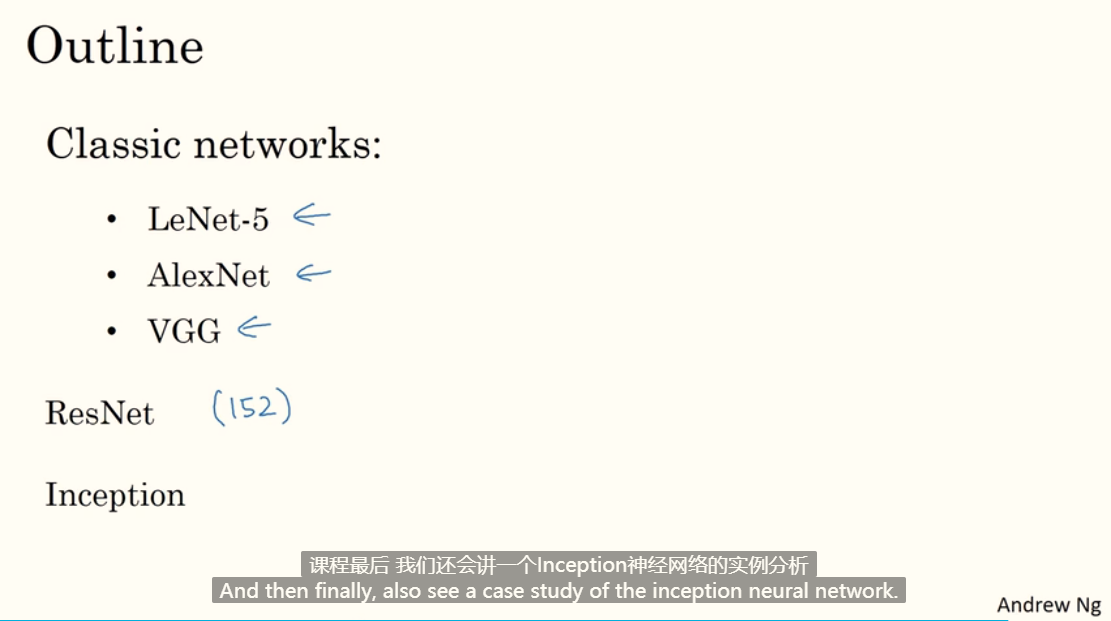 Outline
Classic networks:
• LeNet-5 ←
• AlexNet ←
• VGG ←
ResNet (152)
Inception
课程最后 我们还会讲一个Inception神经网络的实例分析
And then finally, also see a case study of the inception neural network.
Andrew Ng